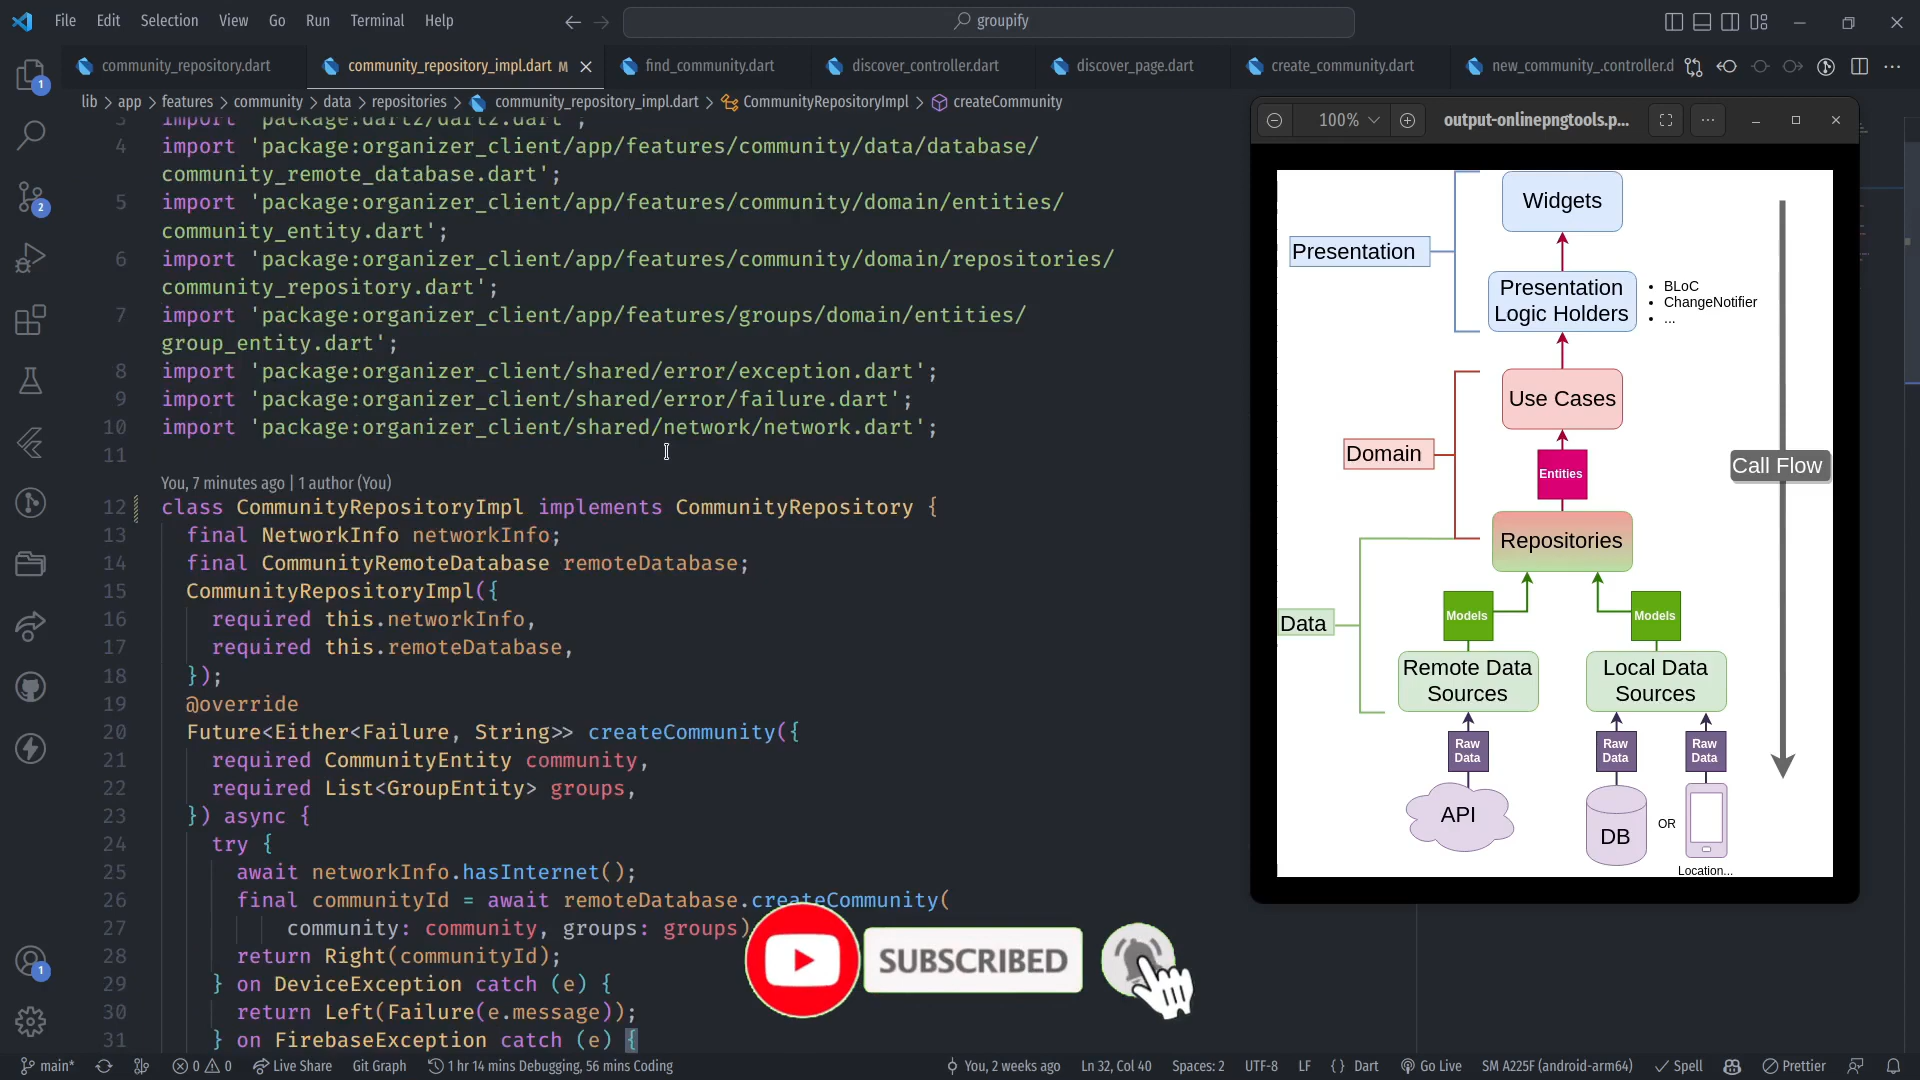 File Edit Selection View Go Run Terminal Help
groupify
community_repository.dart
community_repository_impl.dart M
find_community.dart
discover_controller.dart
discover_page.dart
create_community.dart
new_community_.controller.d
lib > app > features > community > data > repositories > community_repository_impl.dart > CommunityRepositoryImpl > createCommunity
3 import 'package:dartz/dartz.dart';
4 import 'package:organizer_client/app/features/community/data/database/
community_remote_database.dart';
5 import 'package:organizer_client/app/features/community/domain/entities/
community_entity.dart';
6 import 'package:organizer_client/app/features/community/domain/repositories/
community_repository.dart';
7 import 'package:organizer_client/app/features/groups/domain/entities/
group_entity.dart';
8 import 'package:organizer_client/shared/error/exception.dart';
9 import 'package:organizer_client/shared/error/failure.dart';
10 import 'package:organizer_client/shared/network/network.dart';
11
You, 7 minutes ago | 1 author (You)
12 class CommunityRepositoryImpl implements CommunityRepository {
13 final NetworkInfo networkInfo;
14 final CommunityRemoteDatabase remoteDatabase;
15 CommunityRepositoryImpl({
16 required this.networkInfo,
17 required this.remoteDatabase,
18 });
19 @override
20 Future<Either<Failure, String>> createCommunity({
21 required CommunityEntity community,
22 required List<GroupEntity> groups,
23 }) async {
24 try {
25 await networkInfo.hasInternet();
26 final communityId = await remoteDatabase.createCommunity(
27 community: community, groups: groups)
28 return Right(communityId);
29 } on DeviceException catch (e) {
30 return Left(Failure(e.message));
31 } on FirebaseException catch (e) {
100%
output-onlinepngtools.p...
Widgets
Presentation
Presentation
Logic Holders
• BLoC
• ChangeNotifier
• ...
Use Cases
Domain
Entities
Call Flow
Repositories
Models
Models
Data
Remote Data
Sources
Local Data
Sources
Raw
Data
Raw
Data
Raw
Data
API
DB
OR
Location...
SUBSCRIBED
1
2
1
main*
0
0
Live Share
Git Graph
1 hr 14 mins Debugging, 56 mins Coding
You, 2 weeks ago
Ln 32, Col 40
Spaces: 2
UTF-8
LF
{ } Dart
Go Live
SM A225F (android-arm64)
Spell
Prettier